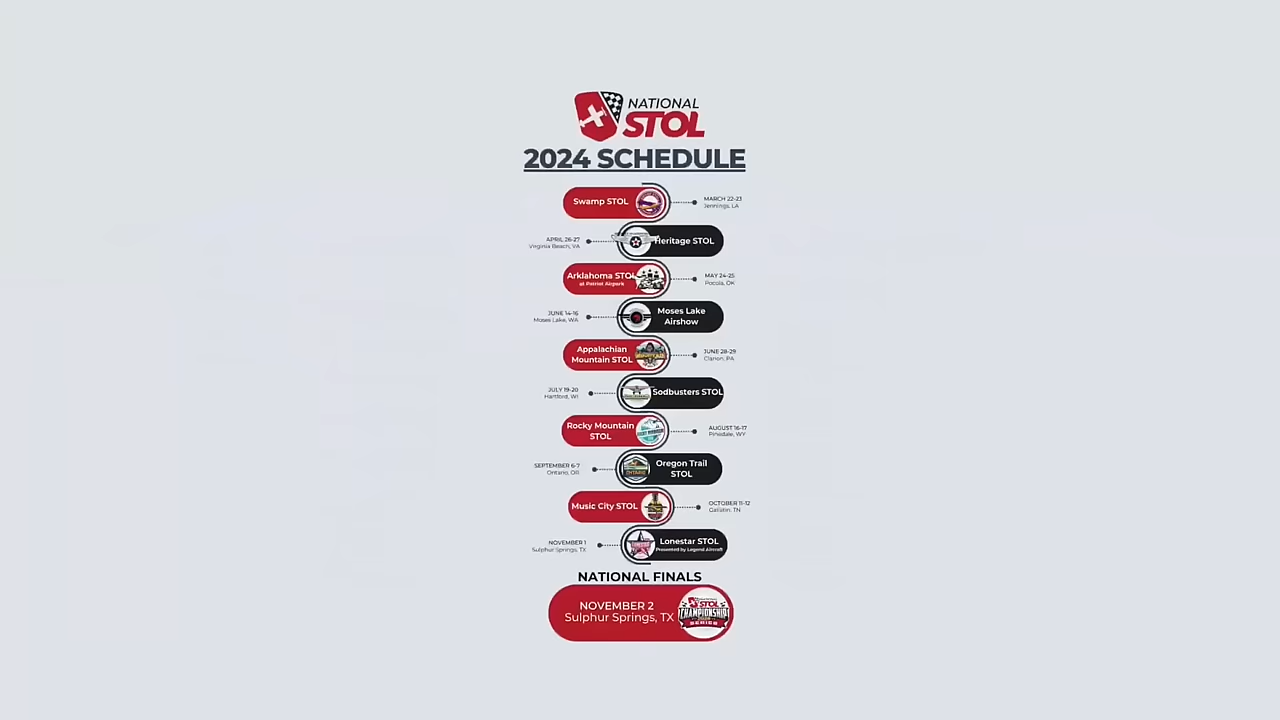 NATIONAL
STOL
2024 SCHEDULE
Swamp STOL
MARCH 22-23
Jennings, LA
APRIL 26-27
Virginia Beach, VA
Heritage STOL
Arklahoma STOL
at Patriot Airpark
MAY 24-25
Pocola, OK
JUNE 14-16
Moses Lake, WA
Moses Lake
Airshow
Appalachian
Mountain STOL
JUNE 28-29
Clarion, PA
JULY 19-20
Hartford, WI
Sodbusters STOL
Rocky Mountain
STOL
AUGUST 16-17
Pinedale, WY
SEPTEMBER 6-7
Ontario, OR
Oregon Trail
STOL
Music City STOL
OCTOBER 11-12
Gallatin, TN
NOVEMBER 1
Sulphur Springs, TX
Lonestar STOL
Presented by Legend Aircraft
NATIONAL FINALS
NOVEMBER 2
Sulphur Springs, TX
STOL
CHAMPIONSHIP
2024
SERIES